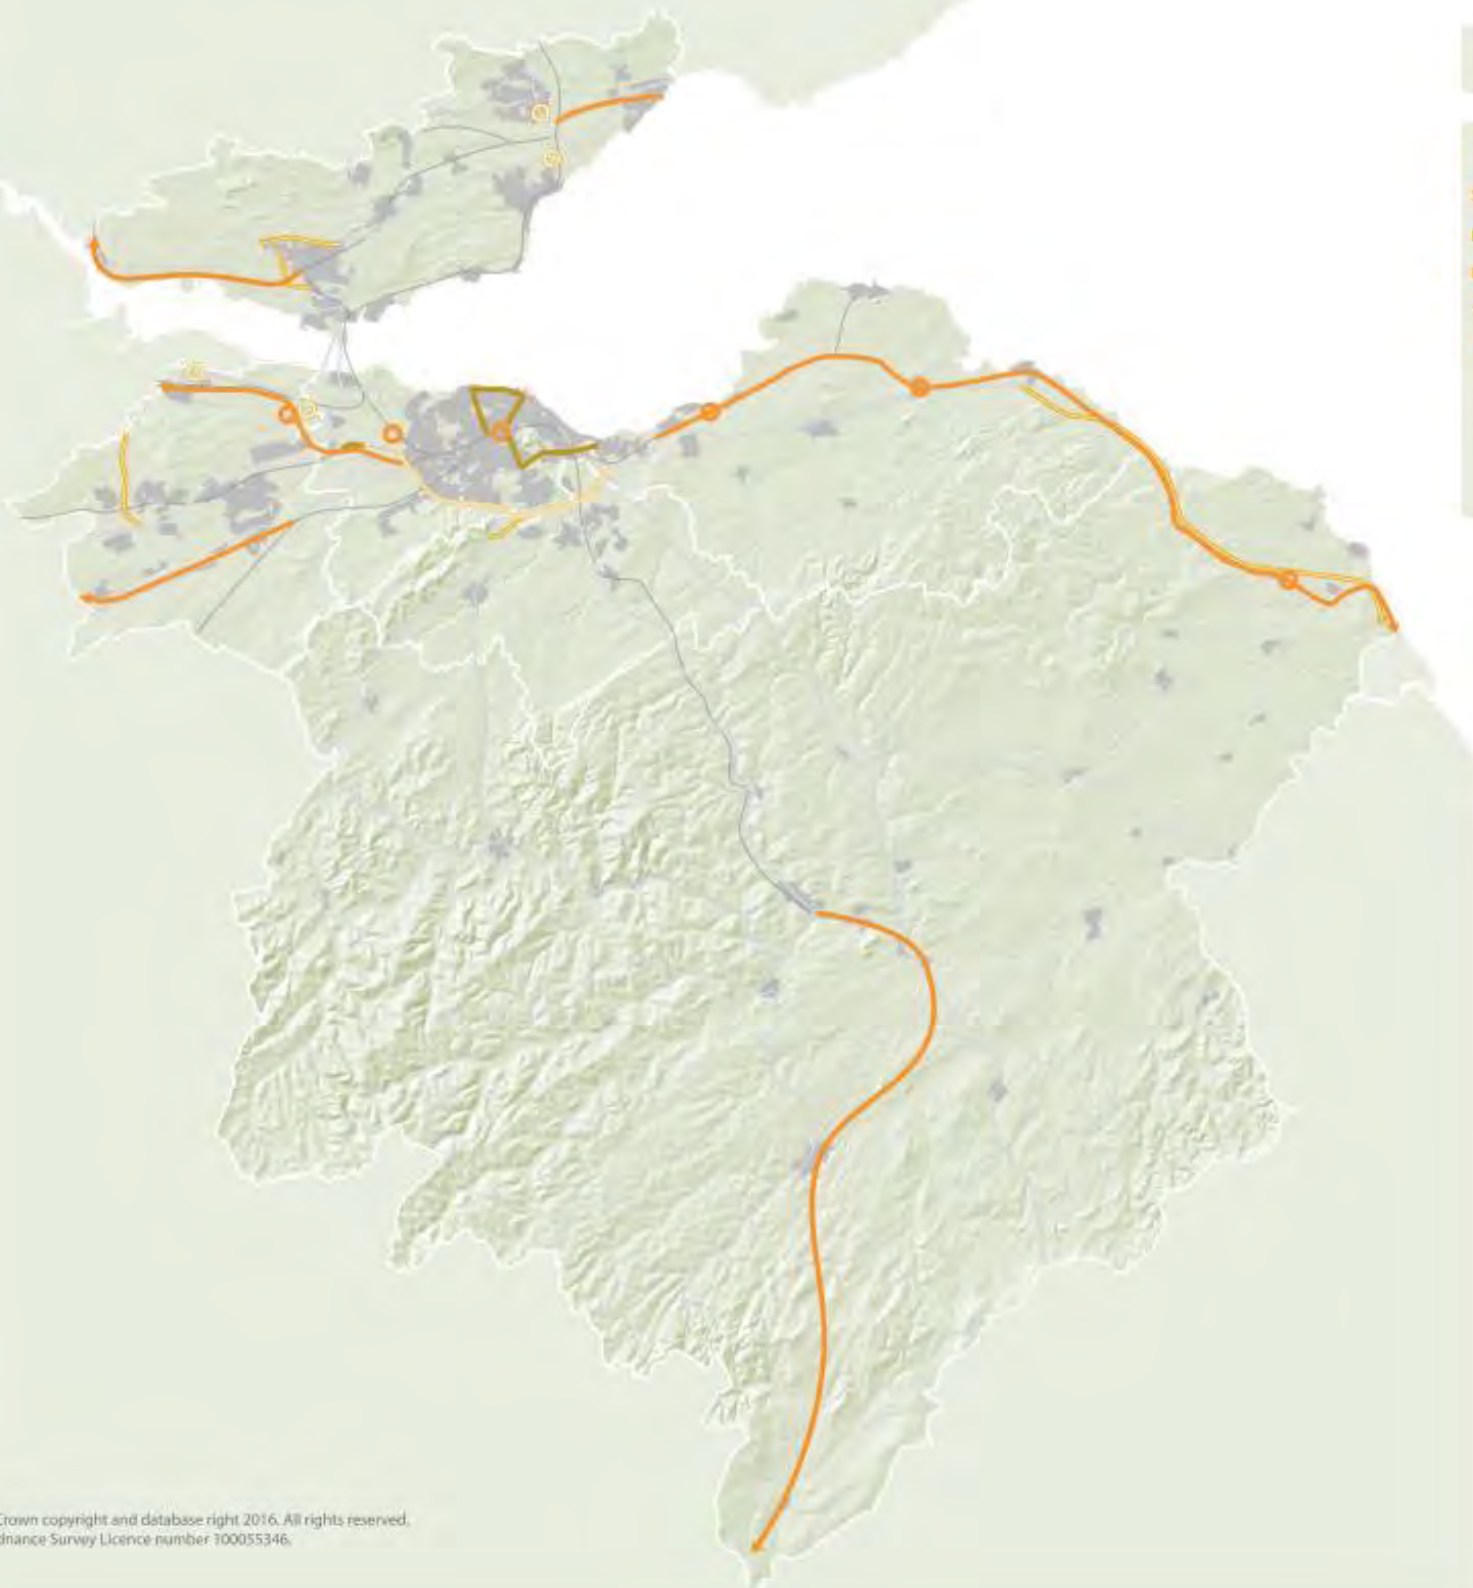 Crown copyright and database right 2016. All rights reserved.
dnance Survey Licence number 100055346.